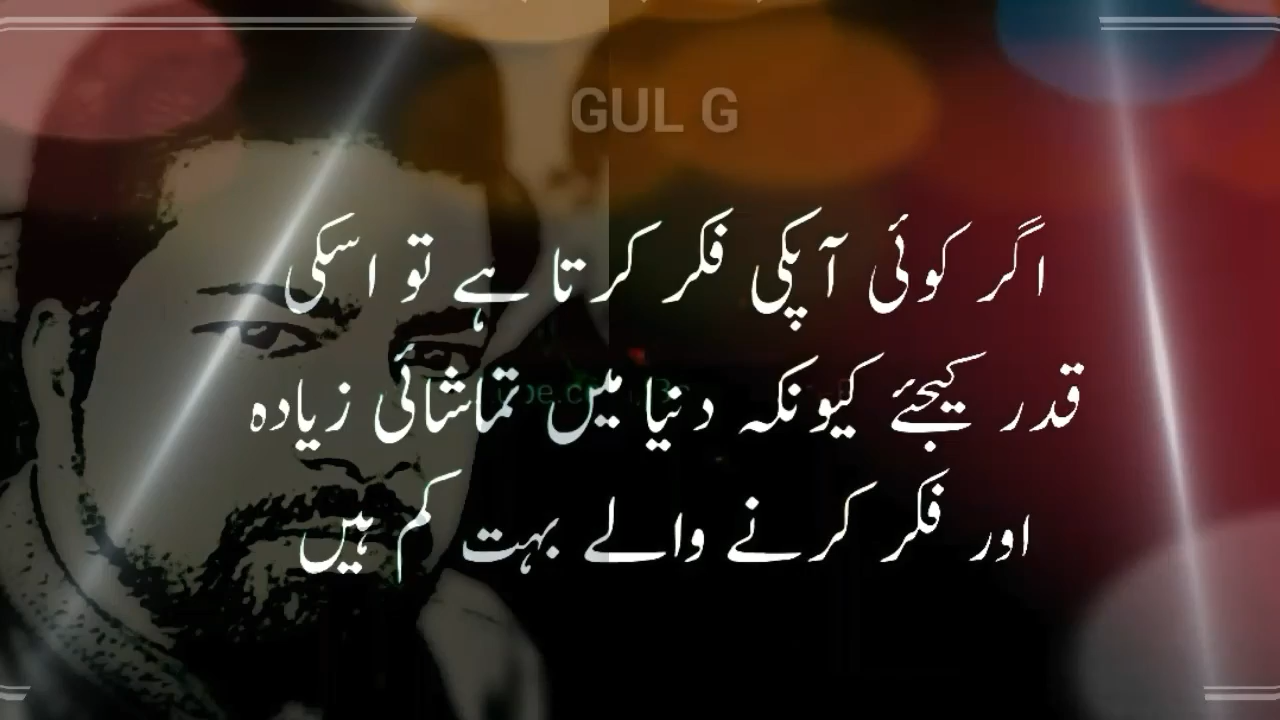 GUL G
اگر کوئی آپکی فکر کرتا ہے تو اسکی
قدر کیجئے کیونکہ دنیا میں تماشائی زیادہ
اور فکر کرنے والے بہت کم ہیں